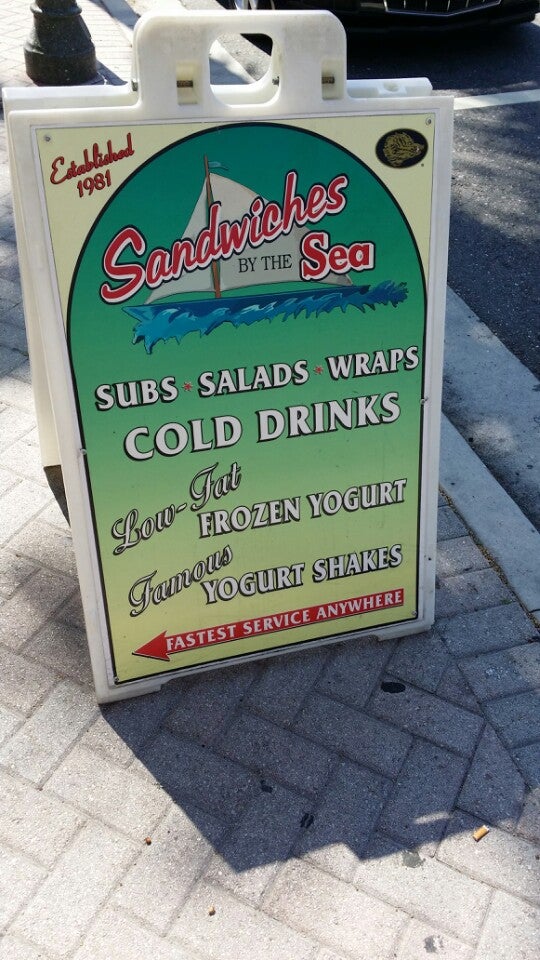 Established
1981
Sandwiches
BY THE Sea
SUBS * SALADS * WRAPS
COLD DRINKS
Low-Fat
FROZEN YOGURT
Famous
YOGURT SHAKES
FASTEST SERVICE ANYWHERE